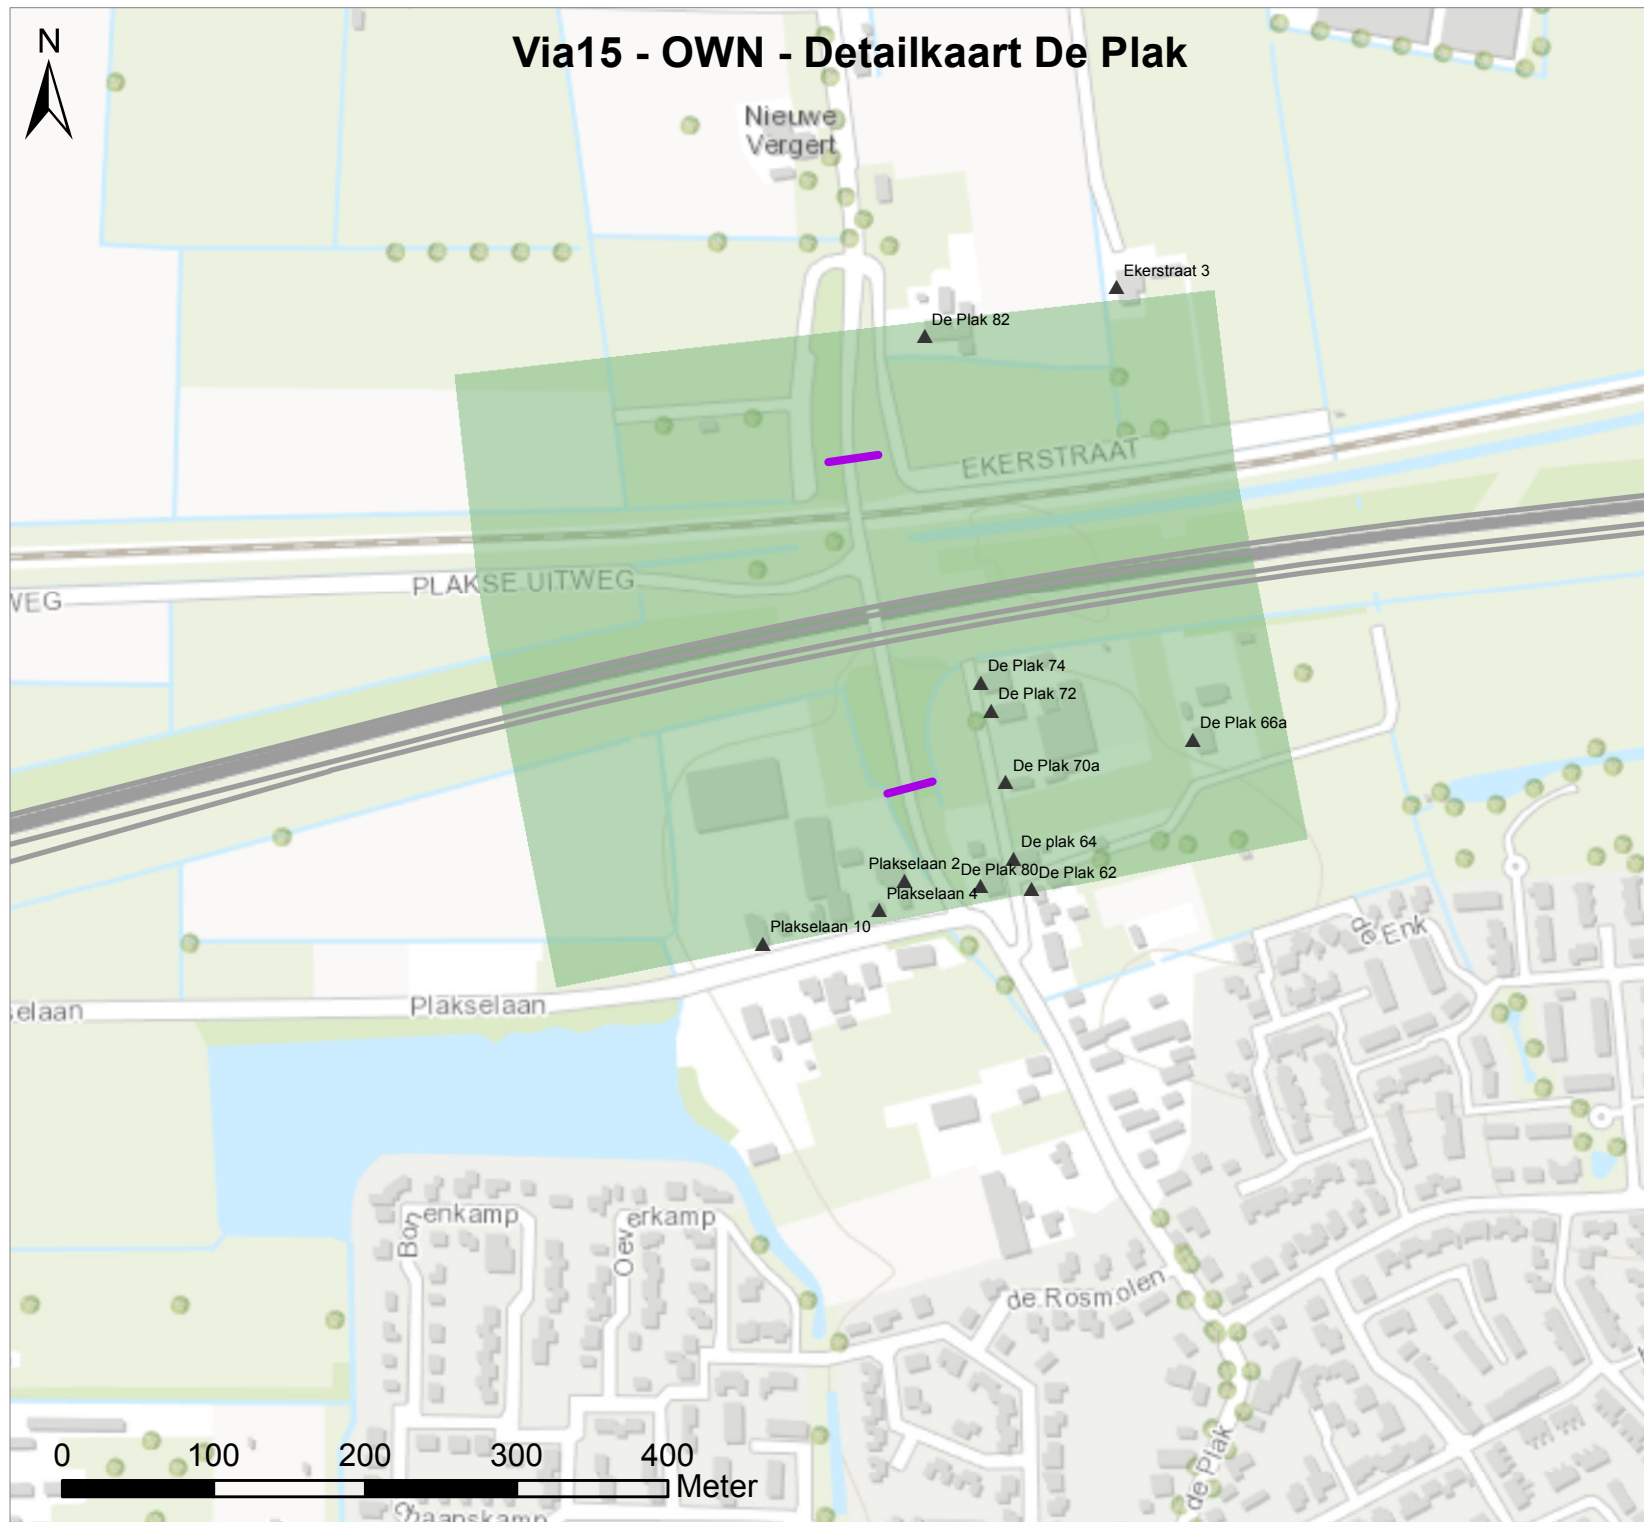 Via15 - OWN - Detailkaart De Plak
N
Nieuwe
Vergert
Ekerstraat 3
De Plak 82
EKERSTRAAT
PLAKSE UITWEG
WEG
De Plak 74
De Plak 72
De Plak 66a
De Plak 70a
De plak 64
Plakselaan 2
De Plak 80
De Plak 62
Plakselaan 4
Plakselaan 10
de Enk
Plakselaan
selaan
enkamp
erkamp
Oev
de Rosmolen
de Plak
0 100 200 300 400
Meter